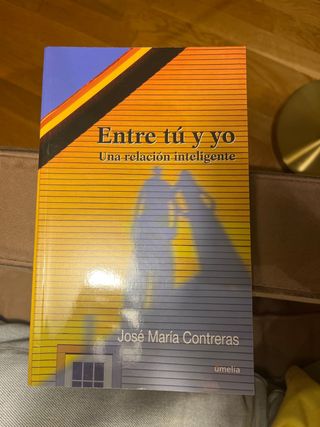 Entre tú y yo
Una relación inteligente
José María Contreras
umelia